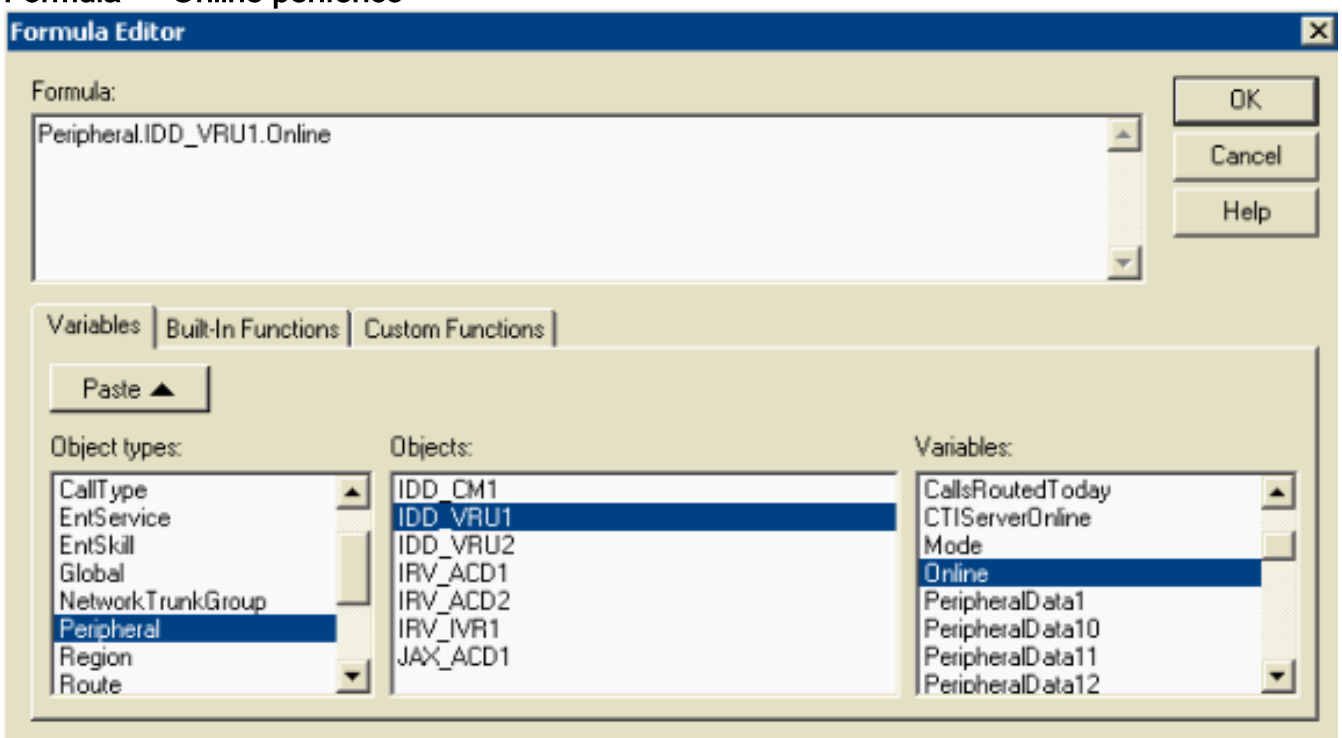 Formula Editor
Formula:
OK
Peripheral.IDD_VRU1.Online
Cancel
Help
Variables
Built-In Functions
Custom Functions
Paste
Object types:
Objects:
Variables:
CallType
EntService
EntSkill
Global
NetworkTrunkGroup
Peripheral
Region
Route
IDD_CM1
IDD_VRU1
IDD_VRU2
IRV_ACD1
IRV_ACD2
IRV_IVR1
JAX_ACD1
CallsRoutedToday
CTIServerOnline
Mode
Online
PeripheralData1
PeripheralData10
PeripheralData11
PeripheralData12